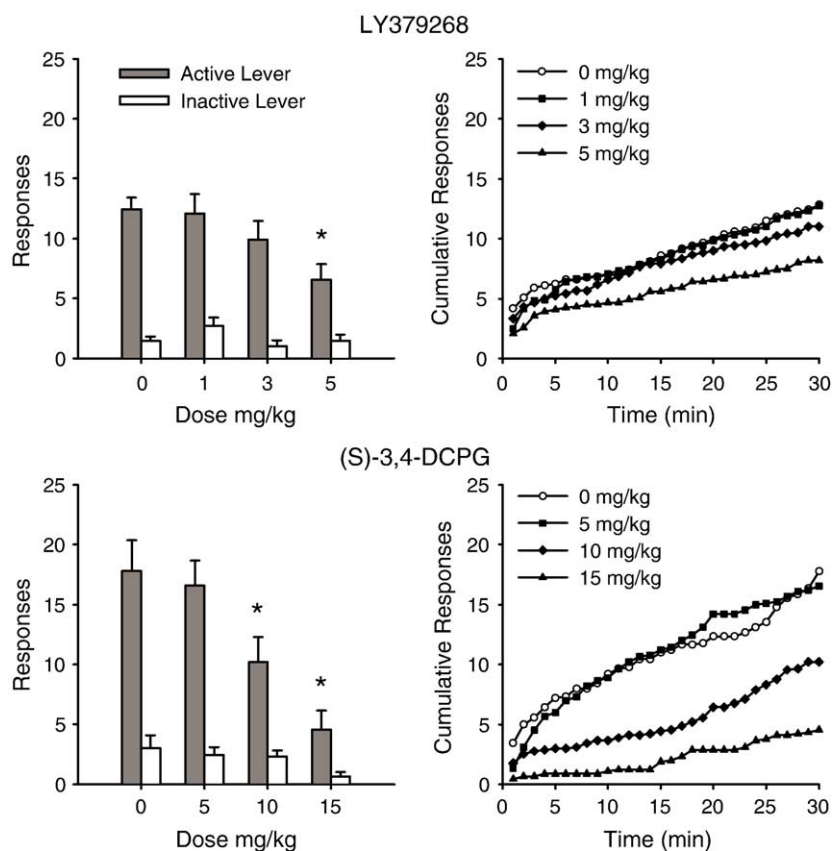 LY379268
25
20
15
10
5
0
Responses
Active Lever
Inactive Lever
*
0 1 3 5
Dose mg/kg
25
20
15
10
5
0
Cumulative Responses
0 mg/kg
1 mg/kg
3 mg/kg
5 mg/kg
0 5 10 15 20 25 30
Time (min)
(S)-3,4-DCPG
25
20
15
10
5
0
Responses
*
*
0 5 10 15
Dose mg/kg
25
20
15
10
5
0
Cumulative Responses
0 mg/kg
5 mg/kg
10 mg/kg
15 mg/kg
0 5 10 15 20 25 30
Time (min)